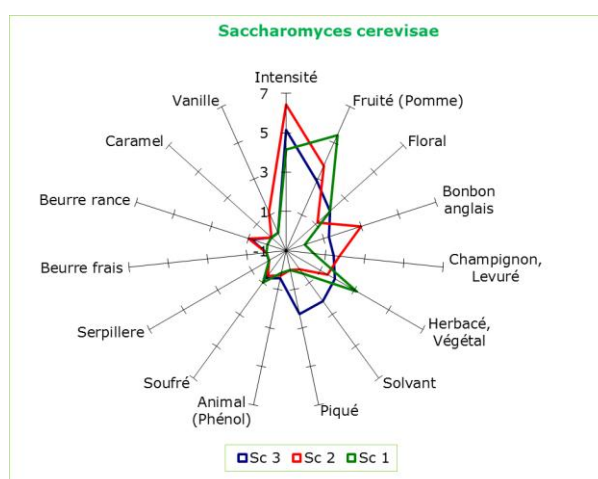 Saccharomyces cerevisae
Intensité
7
Vanille
Fruité (Pomme)
5
Caramel
Floral
3
Beurre rance
1
Bonbon
anglais
-1
Beurre frais
Champignon,
Levuré
Serpillere
Herbacé,
Végétal
Soufré
Solvant
Animal
(Phénol)
Piqué
Sc 3
Sc 2
Sc 1